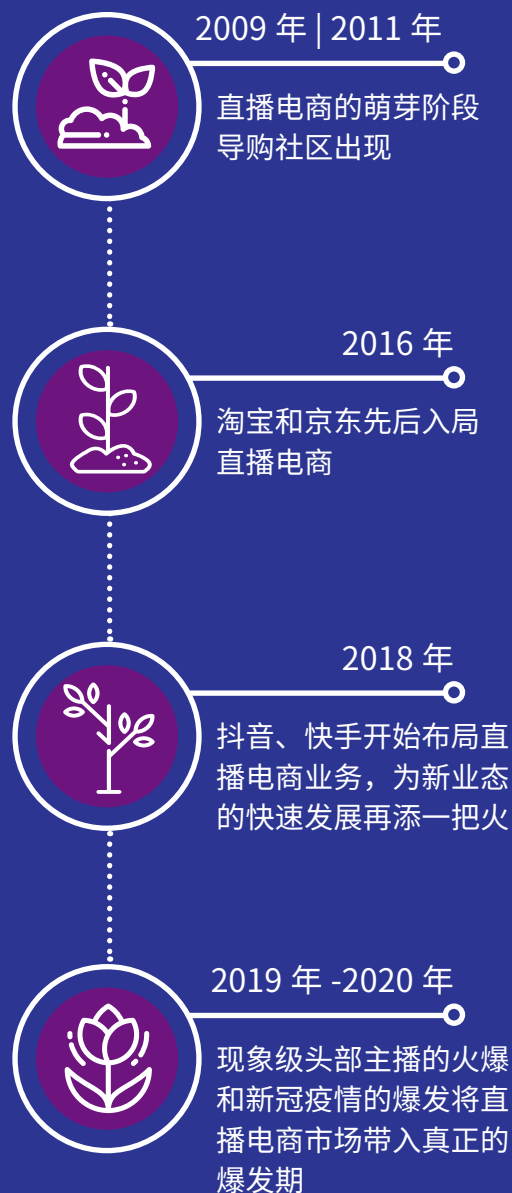 2009 年 | 2011 年
直播电商的萌芽阶段
导购社区出现
2016 年
淘宝和京东先后入局
直播电商
2018 年
抖音、快手开始布局直
播电商业务，为新业态
的快速发展再添一把火
2019 年 -2020 年
现象级头部主播的火爆
和新冠疫情的爆发将直
播电商市场带入真正的
爆发期